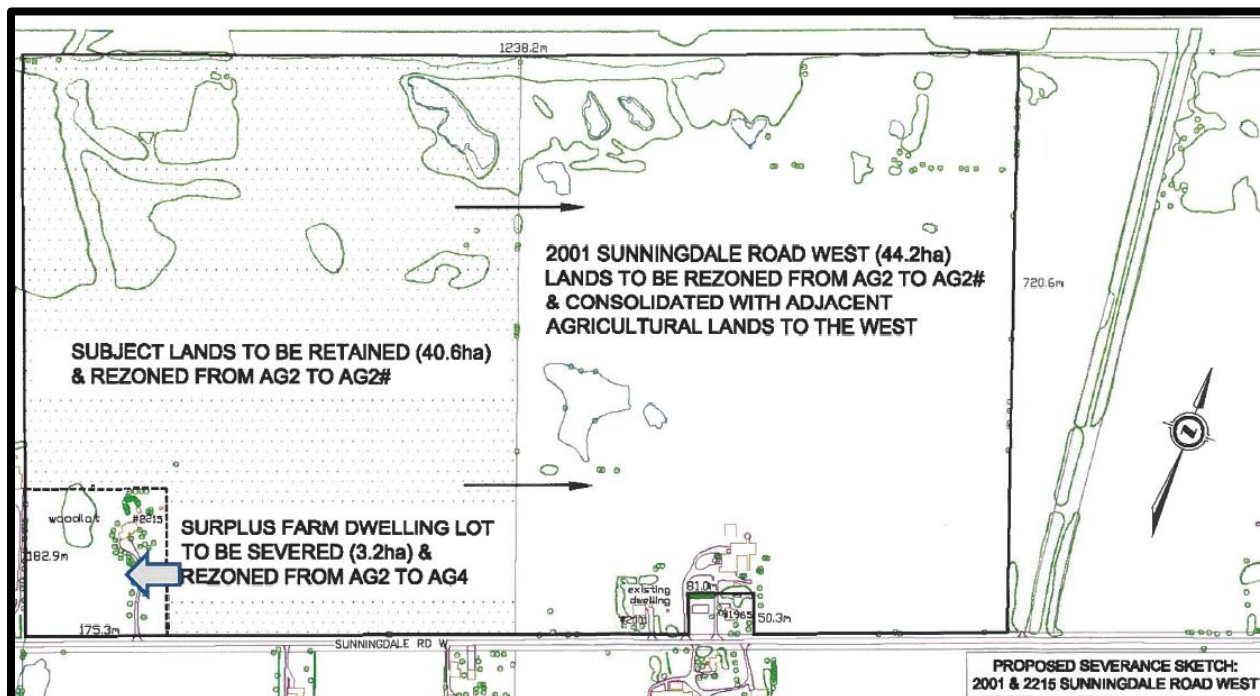 1238.2m
2001 SUNNINGDALE ROAD WEST (44.2ha)
LANDS TO BE REZONED FROM AG2 TO AG2#
& CONSOLIDATED WITH ADJACENT
AGRICULTURAL LANDS TO THE WEST
720.6m
SUBJECT LANDS TO BE RETAINED (40.6ha)
& REZONED FROM AG2 TO AG2#
woodlot
#2215
SURPLUS FARM DWELLING LOT
TO BE SEVERED (3.2ha) &
REZONED FROM AG2 TO AG4
182.9m
175.3m
existing
dwelling
#2001
81.0m
#1965
50.3m
SUNNINGDALE RD W
PROPOSED SEVERANCE SKETCH:
2001 & 2215 SUNNINGDALE ROAD WEST